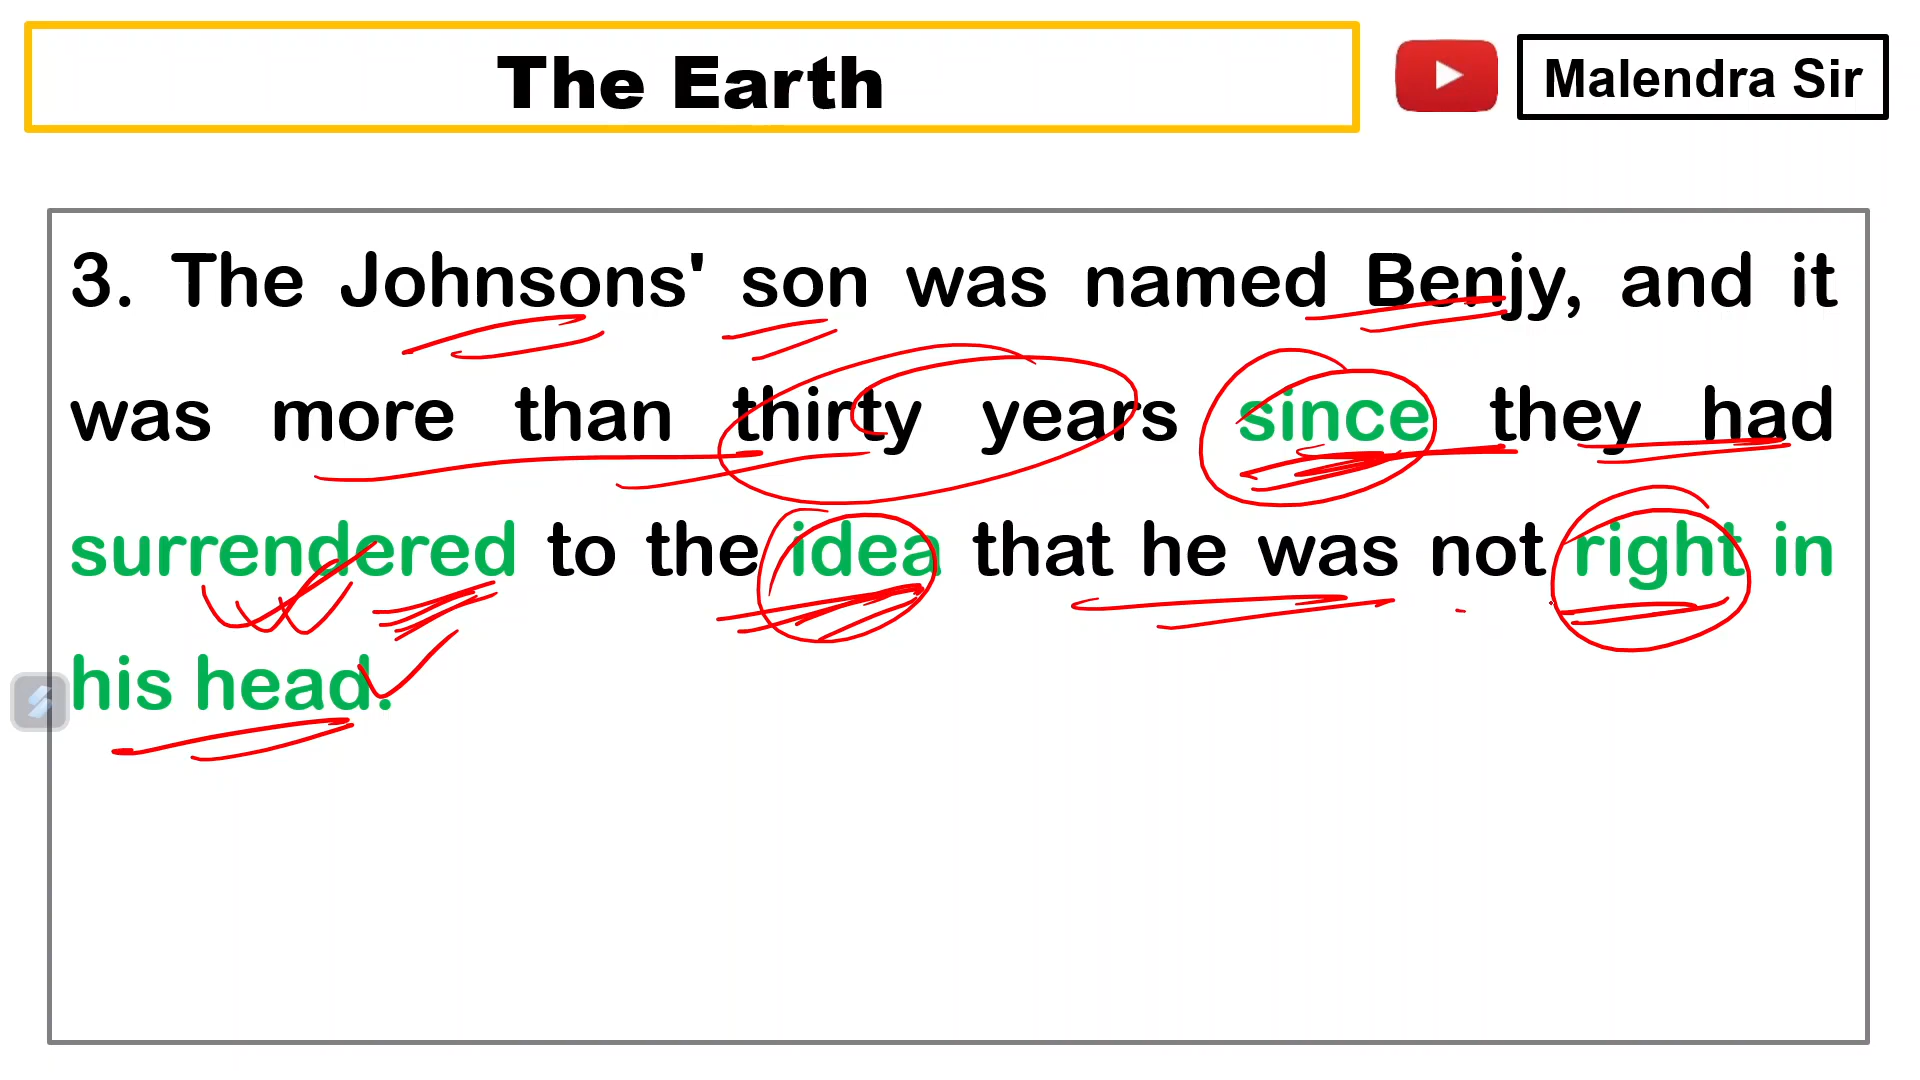 The Earth
Malendra Sir
3. The Johnsons' son was named Benjy, and it
was more than thirty years since they had
surrendered to the idea that he was not right in
his head.